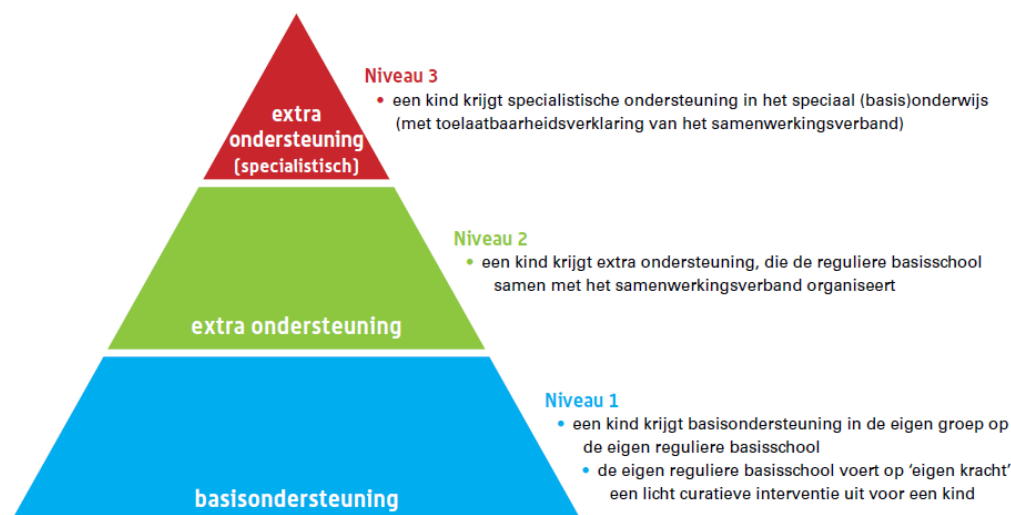 Niveau 3
• een kind krijgt specialistische ondersteuning in het speciaal (basis)onderwijs
(met toelaatbaarheidsverklaring van het samenwerkingsverband)
extra
ondersteuning
(specialistisch)
Niveau 2
• een kind krijgt extra ondersteuning, die de reguliere basisschool
samen met het samenwerkingsverband organiseert
extra ondersteuning
Niveau 1
• een kind krijgt basisondersteuning in de eigen groep op
de eigen reguliere basisschool
• de eigen reguliere basisschool voert op ‘eigen kracht’
een licht curatieve interventie uit voor een kind
basisondersteuning